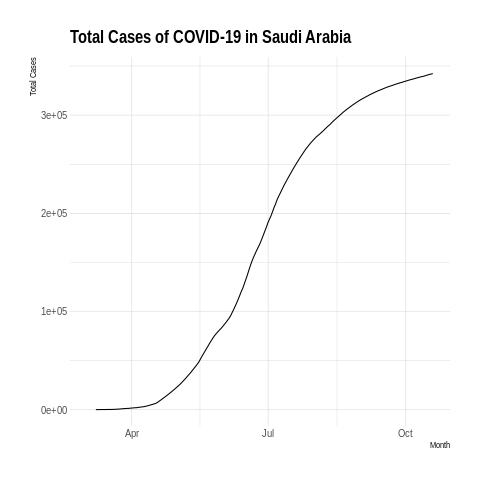 Total Cases of COVID-19 in Saudi Arabia
Total Cases
3e+05
2e+05
1e+05
0e+00
Apr Jul Oct
Month